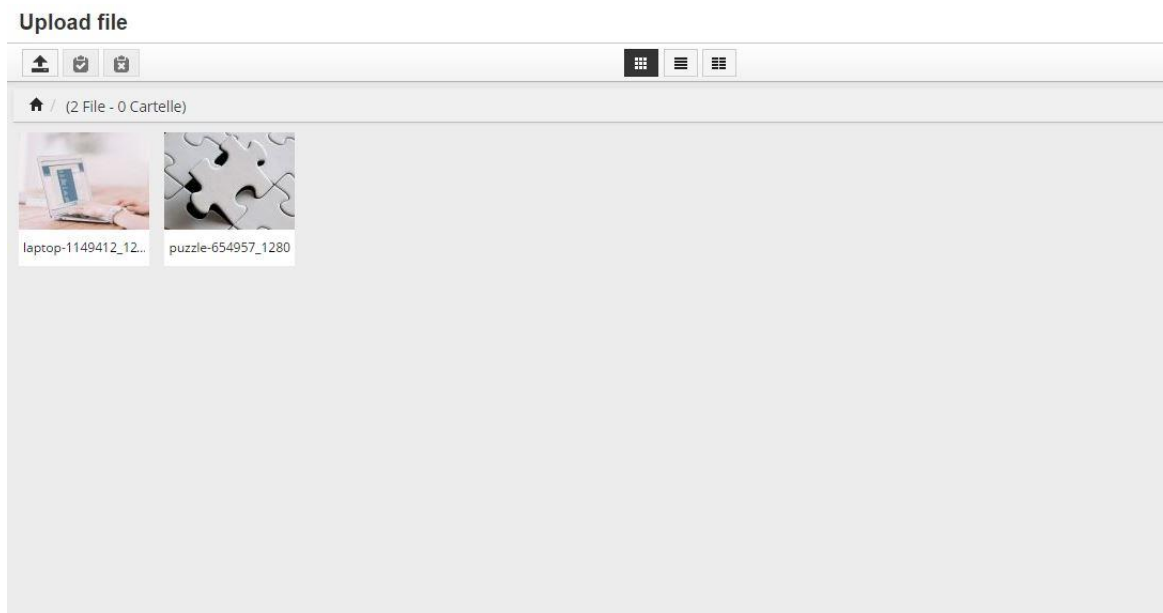 Upload file
/ (2 File - 0 Cartelle)
laptop-1149412_12...
puzzle-654957_1280